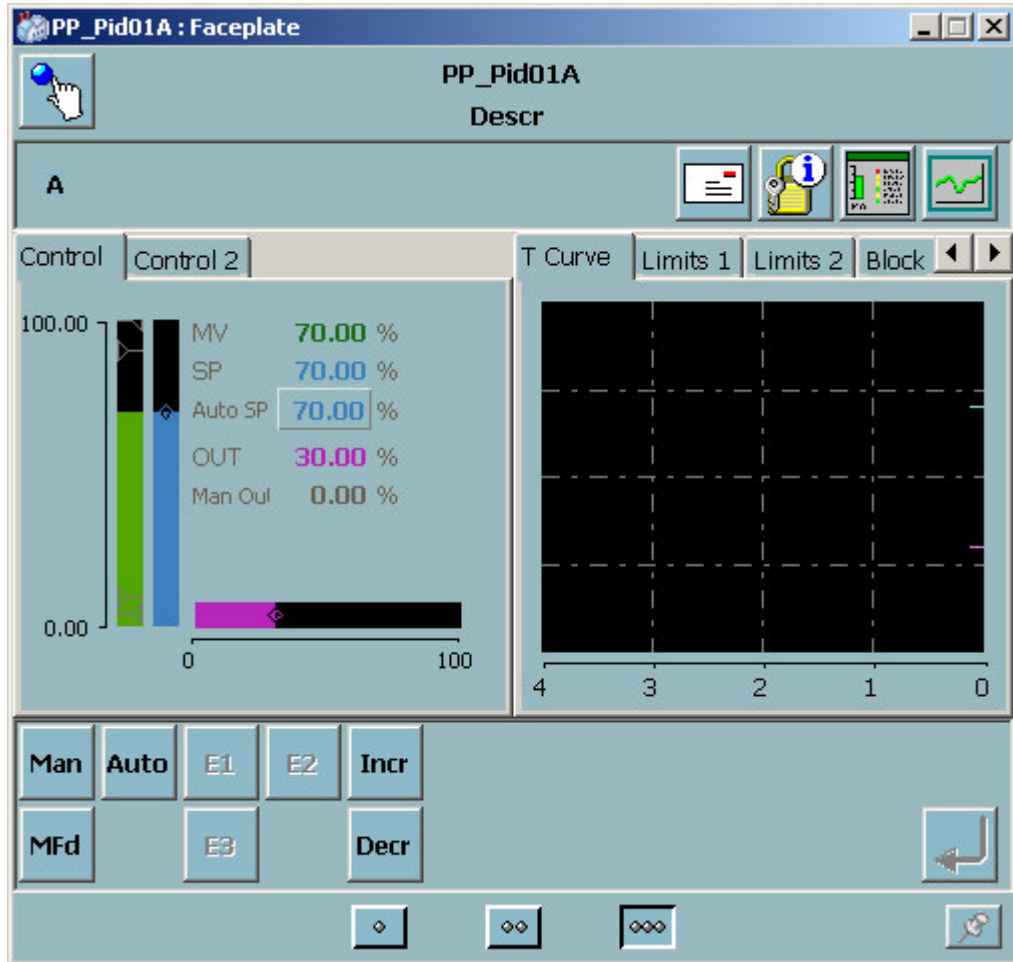 PP_Pid01A : Faceplate
PP_Pid01A
Descr
A
Control
Control 2
T Curve
Limits 1
Limits 2
Block
100.00
MV 70.00 %
SP 70.00 %
Auto SP 70.00 %
OUT 30.00 %
Man Oul 0.00 %
0.00
0 100
4 3 2 1 0
Man Auto E1 E2 Incr
MFd E3 Decr